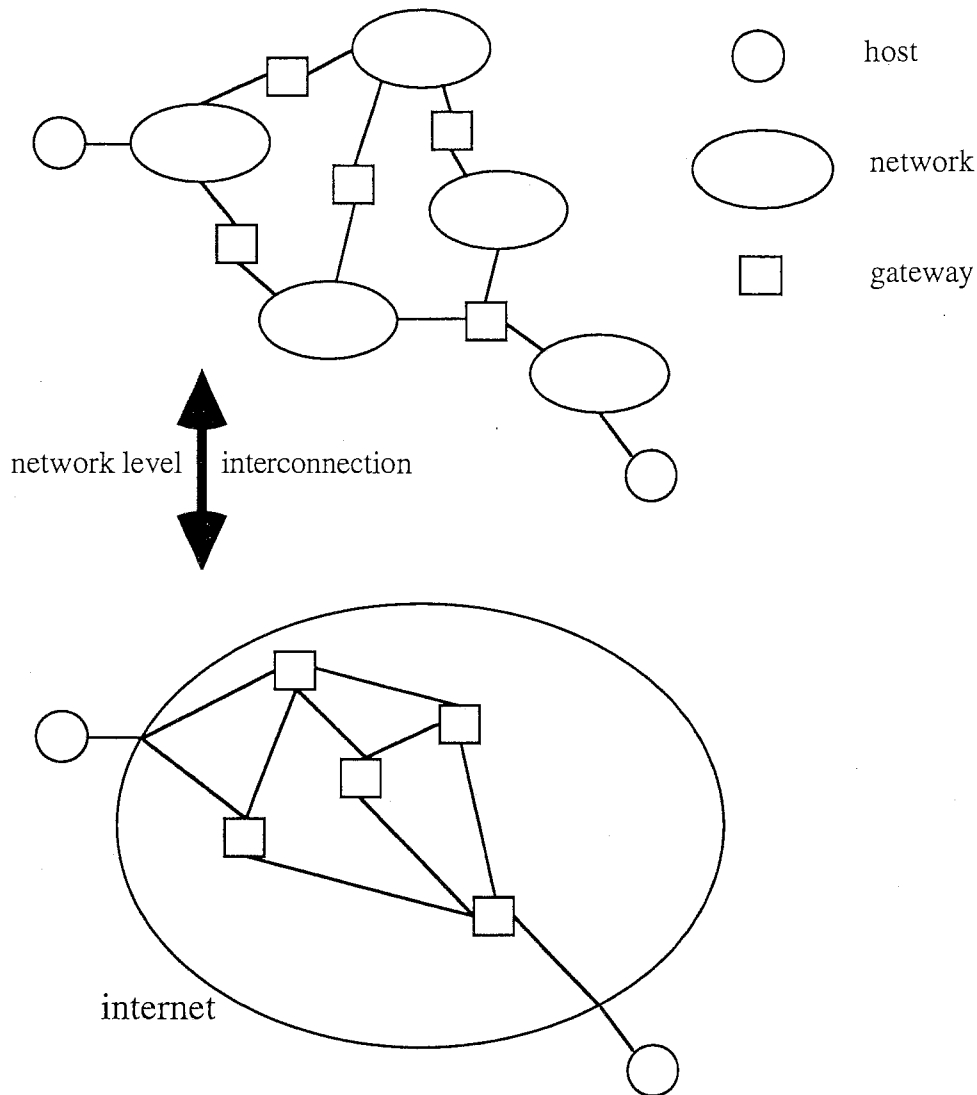 host
network
gateway
network level interconnection
internet